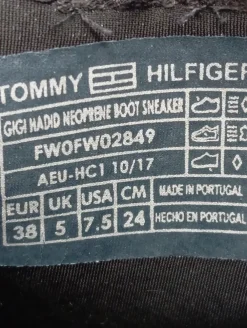 TOMMY HILFIGER
GIGI HADID NEOPRENE BOOT SNEAKER
FW0FW02849
AEU-HC1 10/17
EUR UK USA CM MADE IN PORTUGAL
38 5 7.5 24 HECHO EN PORTUGAL